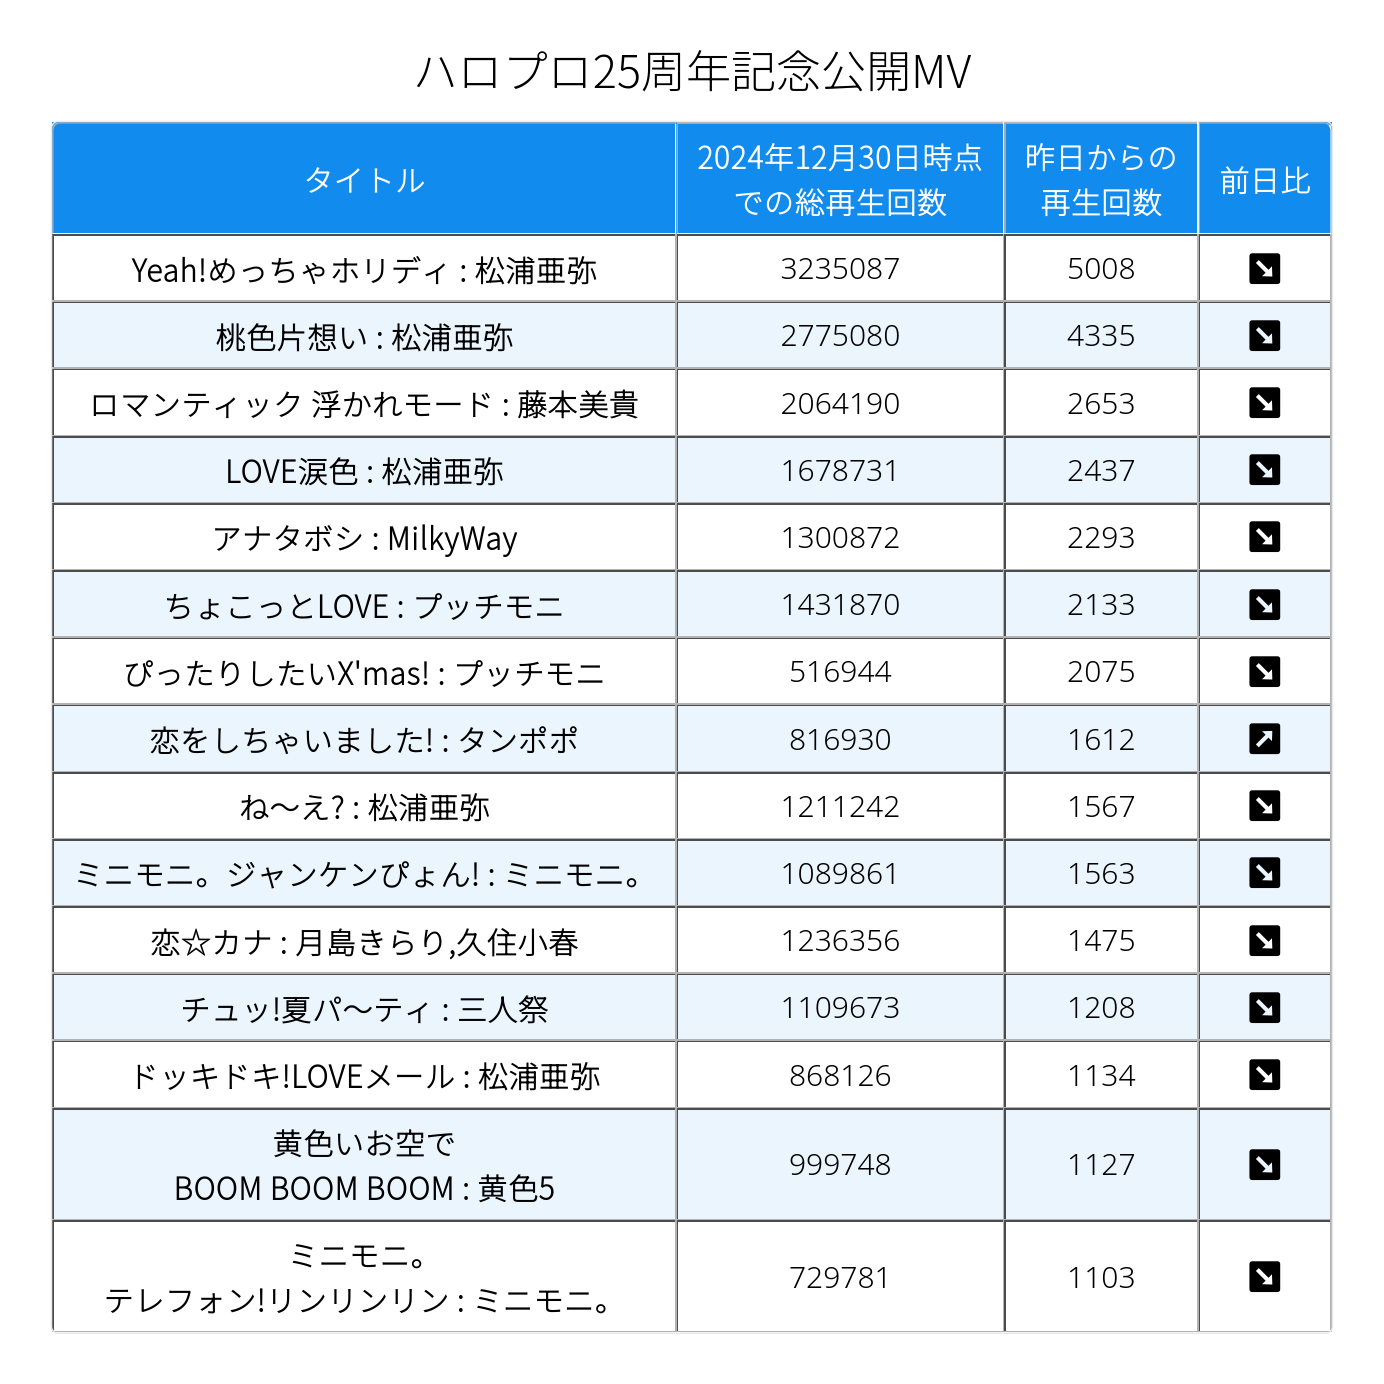 ハロプロ25周年記念公開MV
タイトル
2024年12月30日時点
での総再生回数
昨日からの
再生回数
前日比
Yeah!めっちゃホリディ : 松浦亜弥 3235087 5008 ↘
桃色片想い : 松浦亜弥 2775080 4335 ↘
ロマンティック 浮かれモード : 藤本美貴 2064190 2653 ↘
LOVE涙色 : 松浦亜弥 1678731 2437 ↘
アナタボシ : MilkyWay 1300872 2293 ↘
ちょこっとLOVE : プッチモニ 1431870 2133 ↘
ぴったりしたいX'mas! : プッチモニ 516944 2075 ↘
恋をしちゃいました! : タンポポ 816930 1612 ↗
ね～え? : 松浦亜弥 1211242 1567 ↘
ミニモニ。ジャンケンぴょん! : ミニモニ。 1089861 1563 ↘
恋☆カナ : 月島きらり,久住小春 1236356 1475 ↘
チュッ!夏パ～ティ : 三人祭 1109673 1208 ↘
ドッキドキ!LOVEメール : 松浦亜弥 868126 1134 ↘
黄色いお空で
BOOM BOOM BOOM : 黄色5 999748 1127 ↘
ミニモニ。
テレフォン!リンリンリン : ミニモニ。 729781 1103 ↘